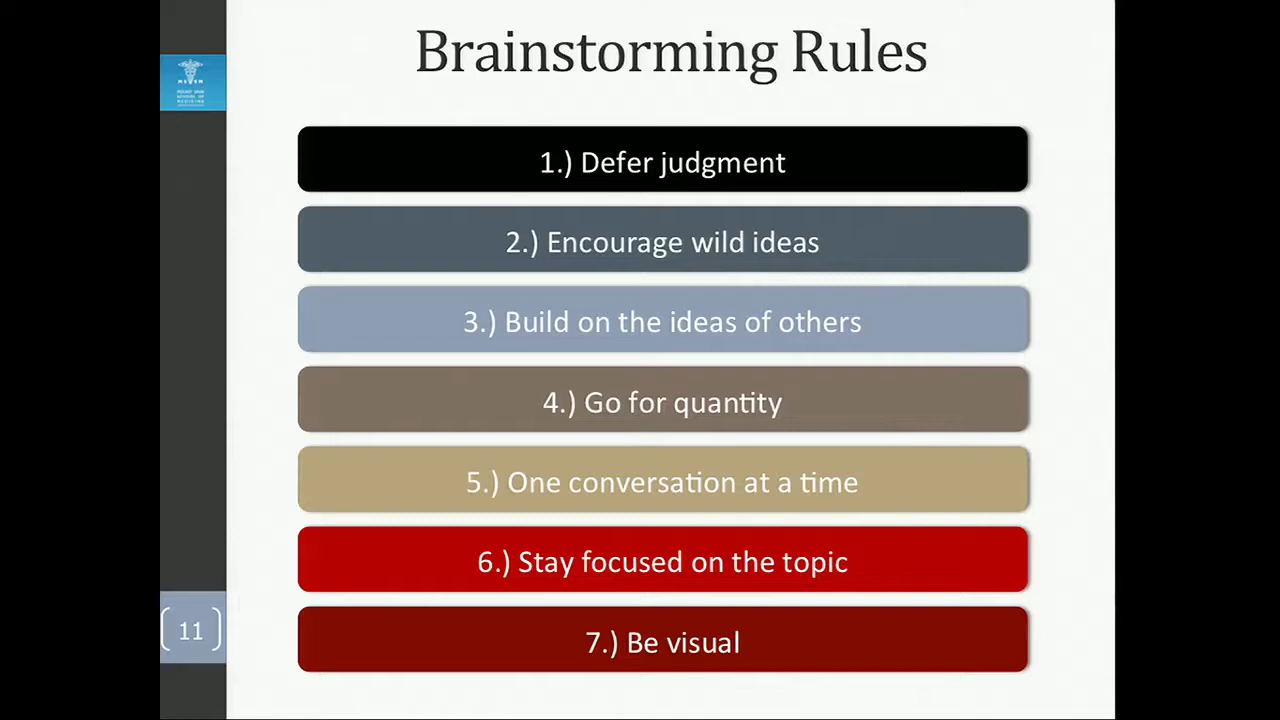 Brainstorming Rules
1.) Defer judgment
2.) Encourage wild ideas
3.) Build on the ideas of others
4.) Go for quantity
5.) One conversation at a time
6.) Stay focused on the topic
7.) Be visual
11